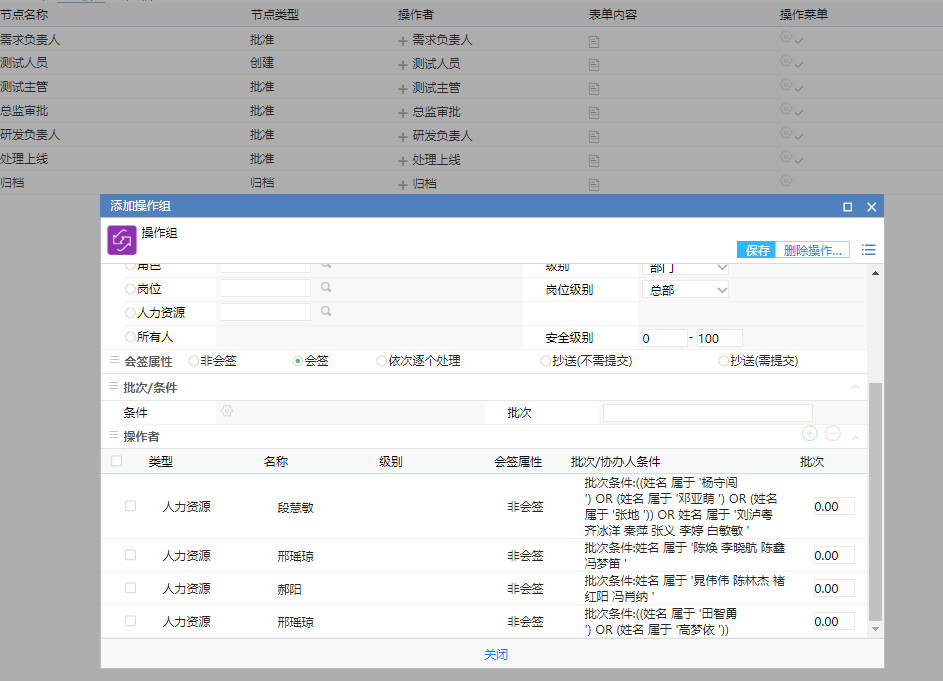 节点名称 节点类型 操作者 表单内容 操作菜单
需求负责人 批准 需求负责人
测试人员 创建 测试人员
测试主管 批准 测试主管
总监审批 批准 总监审批
研发负责人 批准 研发负责人
处理上线 批准 处理上线
归档 归档 归档
添加操作组
操作组
保存 删除操作...
角色 级别 部门
岗位 岗位级别 总部
人力资源
所有人 安全级别 0 - 100
会签属性 非会签 会签 依次逐个处理 抄送(不需提交) 抄送(需提交)
批次/条件
条件 批次
操作者
类型 名称 级别 会签属性 批次/协办人条件 批次
人力资源 段慧敏 非会签 0.00
批次条件:((姓名 属于 '杨守闯
') OR (姓名 属于 '邓亚萌 ') OR (姓名
属于 '张地 ')) OR 姓名 属于 '刘泸粤
齐冰洋 秦萍 张义 李婷 白敏敏 '
人力资源 邢瑶琼 非会签 0.00
批次条件:姓名 属于 '陈焕 李晓航 陈鑫
冯梦笛 '
人力资源 郝阳 非会签 0.00
批次条件:姓名 属于 '晁伟伟 陈林杰 褚
红阳 冯肖纳 '
人力资源 邢瑶琼 非会签 0.00
批次条件:((姓名 属于 '田智勇
') OR (姓名 属于 '高梦依 '))
关闭